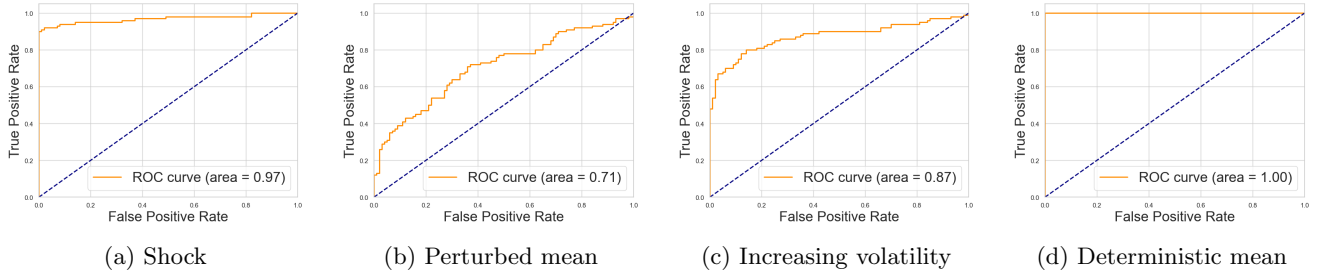 1.0
0.8
0.6
0.4
0.2
0.0
True Positive Rate
ROC curve (area = 0.97)
0.0 0.2 0.4 0.6 0.8 1.0
False Positive Rate
(a) Shock
1.0
0.8
0.6
0.4
0.2
0.0
True Positive Rate
ROC curve (area = 0.71)
0.0 0.2 0.4 0.6 0.8 1.0
False Positive Rate
(b) Perturbed mean
1.0
0.8
0.6
0.4
0.2
0.0
True Positive Rate
ROC curve (area = 0.87)
0.0 0.2 0.4 0.6 0.8 1.0
False Positive Rate
(c) Increasing volatility
1.0
0.8
0.6
0.4
0.2
0.0
True Positive Rate
ROC curve (area = 1.00)
0.0 0.2 0.4 0.6 0.8 1.0
False Positive Rate
(d) Deterministic mean